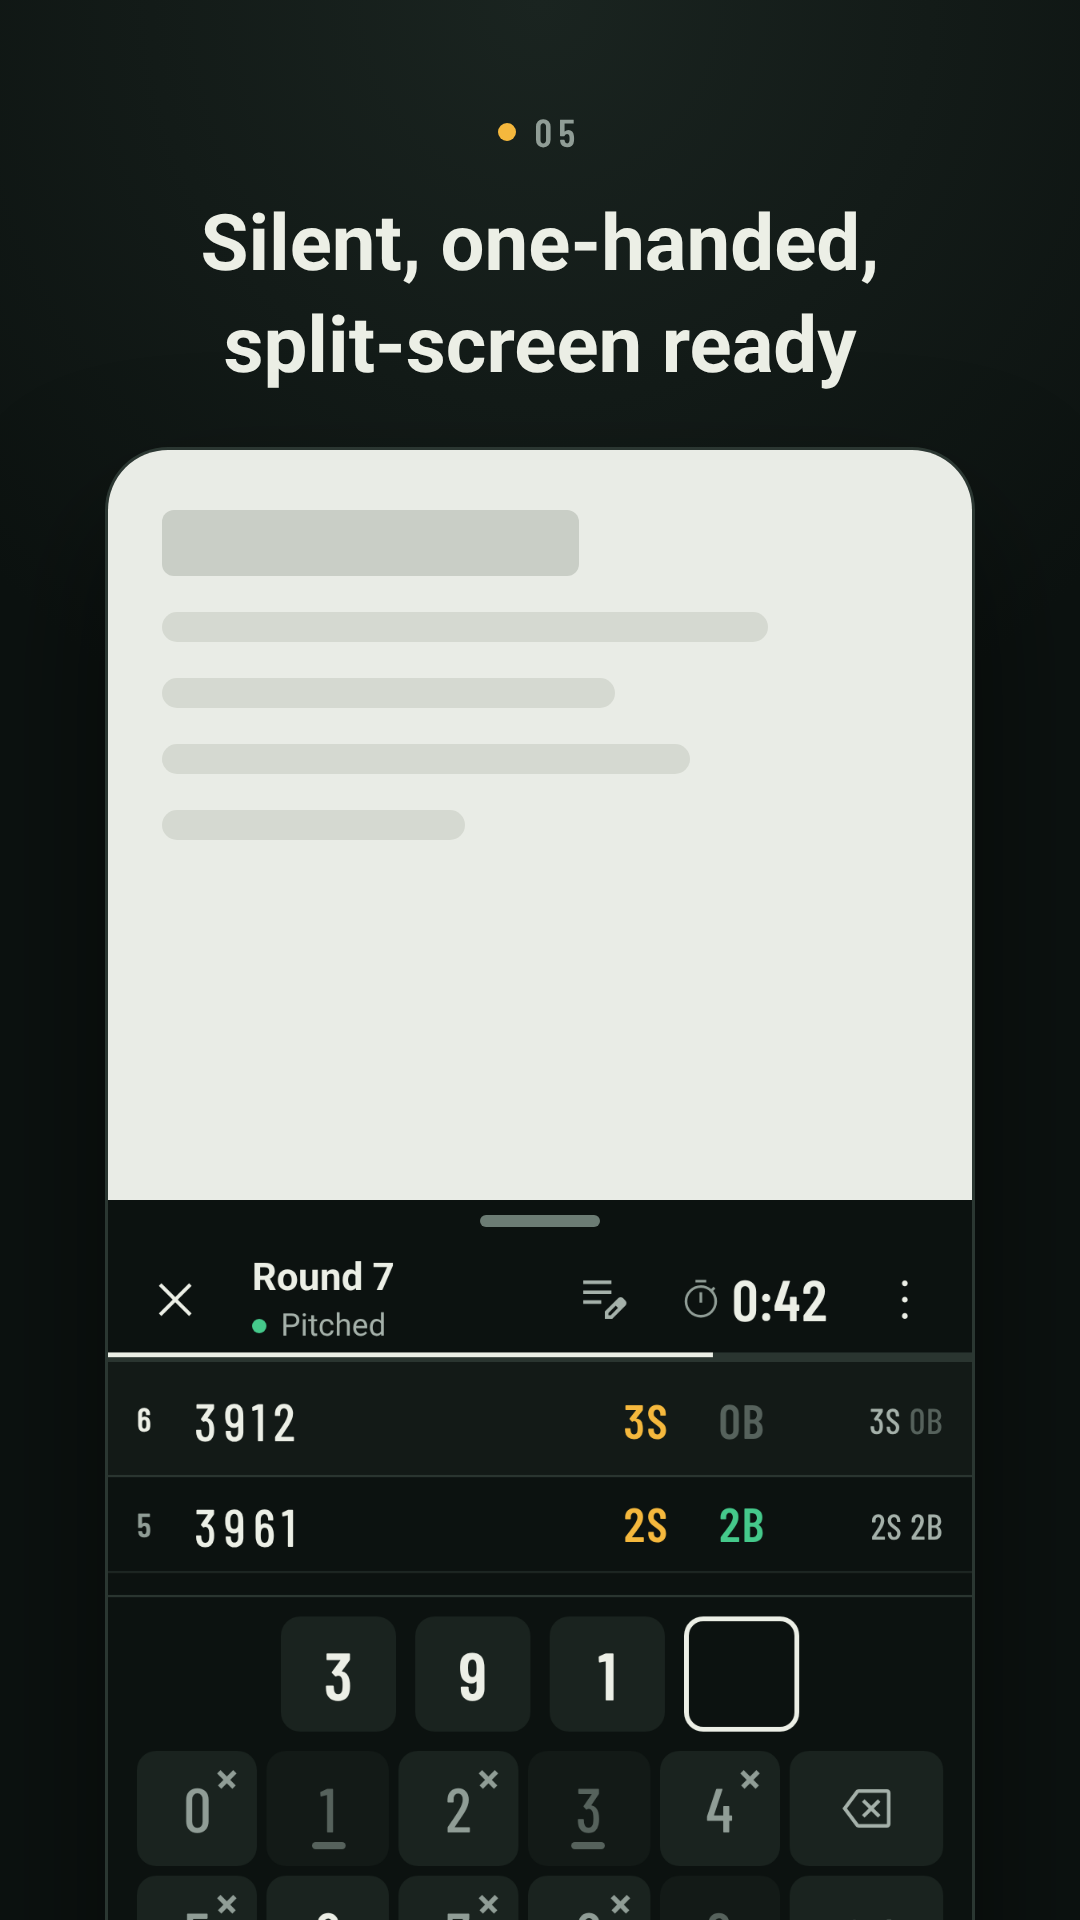 05
Silent, one-handed,
split-screen ready
Round 7
Pitched
0:42
6 3912 3S 0B 3S 0B
5 3961 2S 2B 2S 2B
3 9 1
0 × 1 2 × 3 4 ×
× × ×